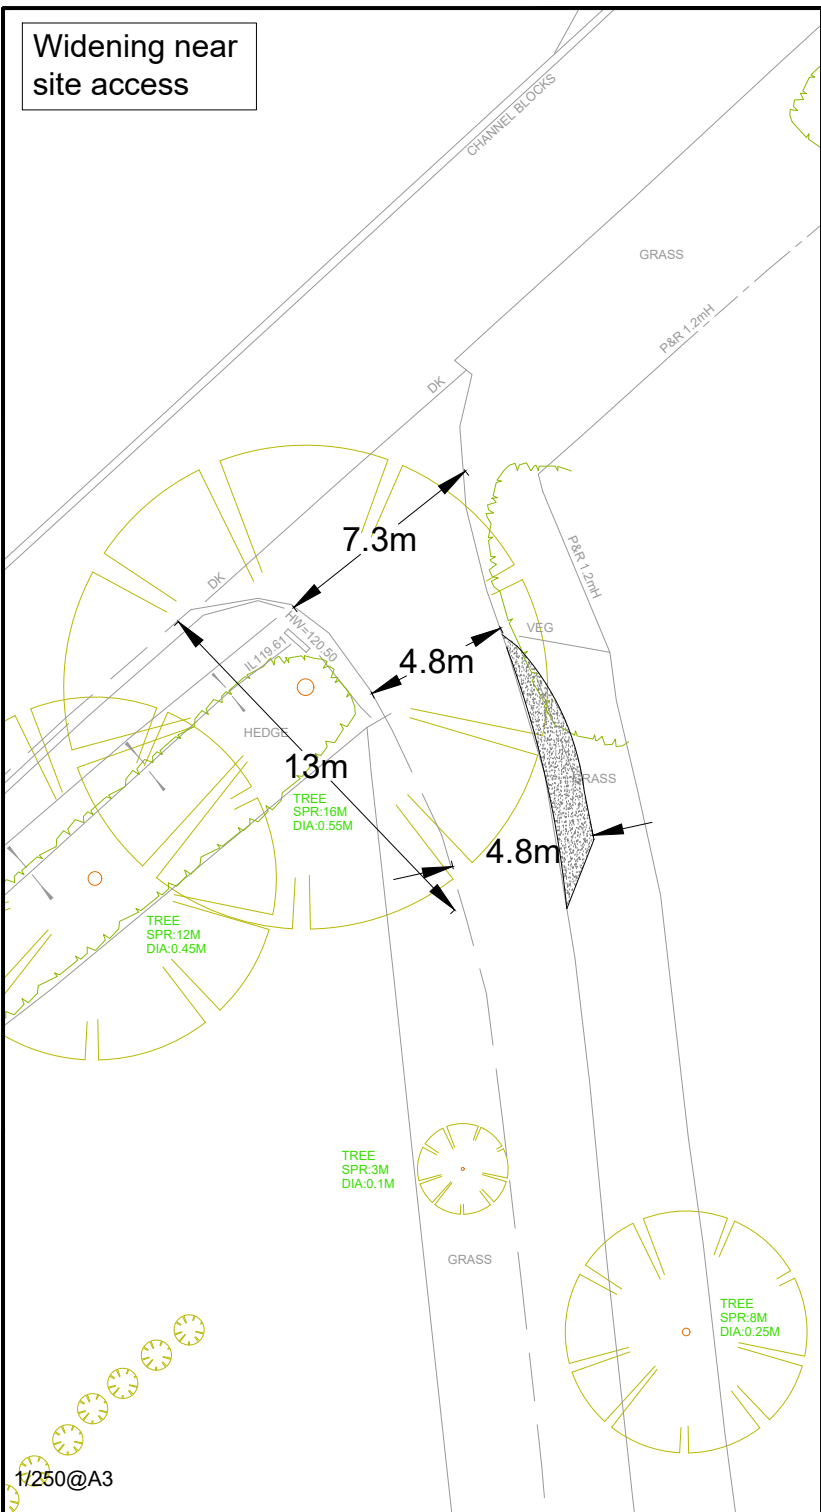 Widening near
site access
CHANNEL BLOCKS
GRASS
P&R 1.2mH
DK
7.3m
P&R 1.2mH
DK
HW=120.50
VEG
IL119.61
4.8m
HEDGE
13m
GRASS
TREE
SPR:16M
DIA:0.55M
4.8m
TREE
SPR:12M
DIA:0.45M
TREE
SPR:3M
DIA:0.1M
GRASS
TREE
SPR:8M
DIA:0.25M
1/250@A3